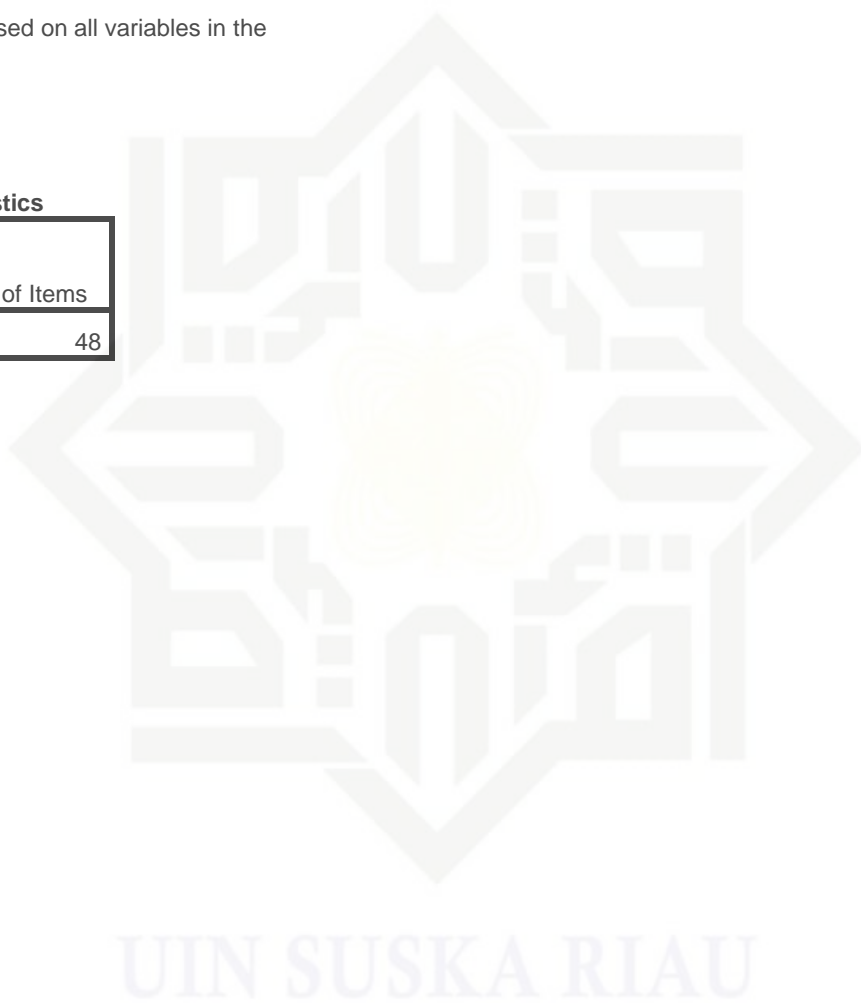 sed on all variables in the
stics
of Items
48
UIN SUSKA RIAU